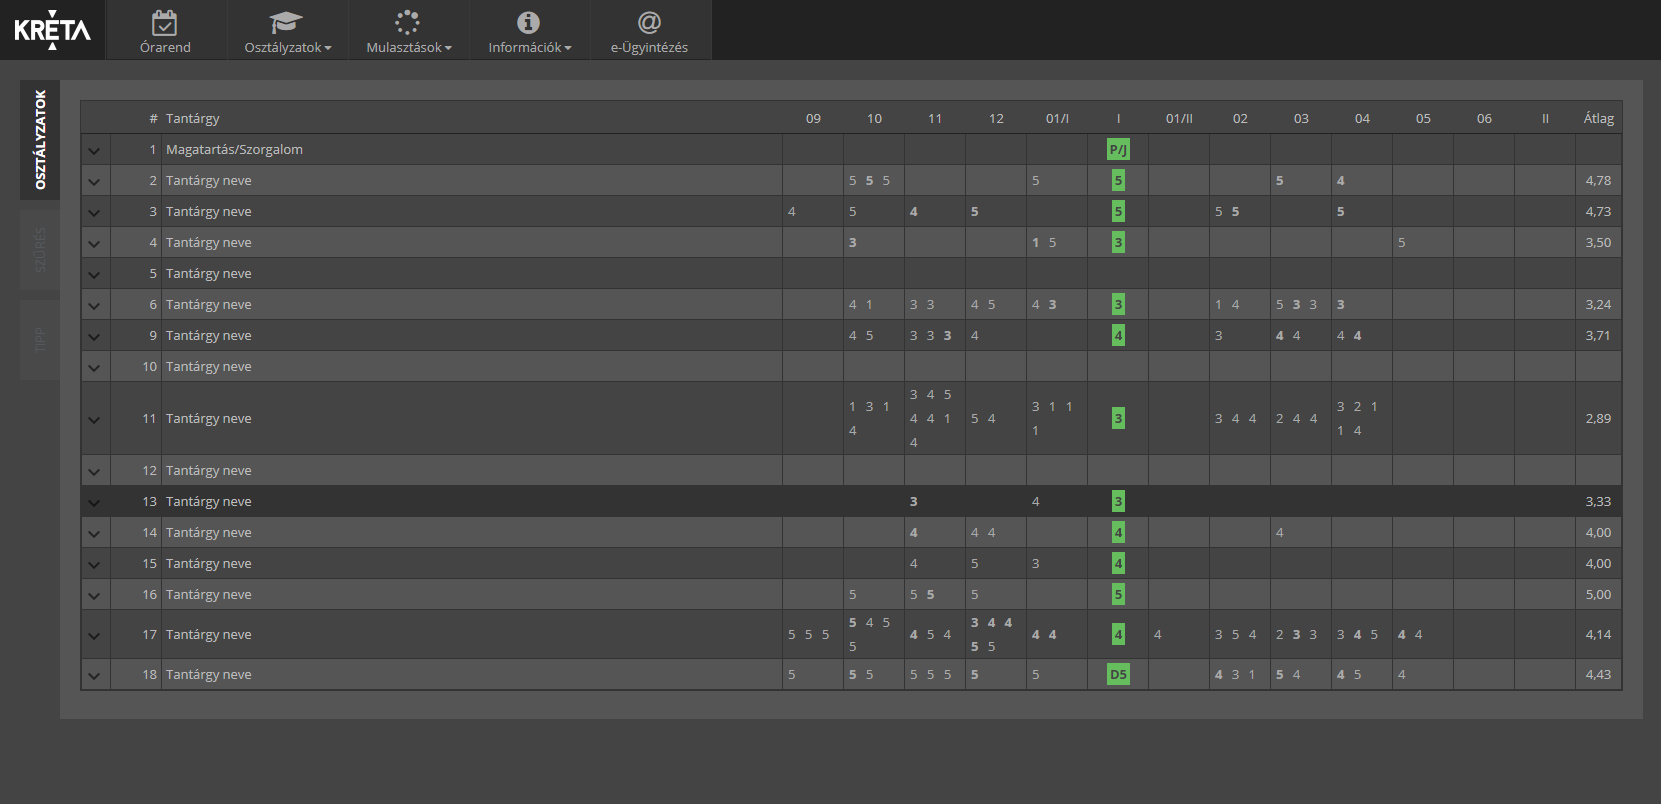 KRÉTA
Órarend
Osztályzatok
Mulasztások
Információk
e-Ügyintézés
OSZTÁLYZATOK
SZŰRÉS
TIPP
# Tantárgy 09 10 11 12 01/I I 01/II 02 03 04 05 06 II Átlag
1 Magatartás/Szorgalom P/J
2 Tantárgy neve 5 5 5 5 5 5 4 4,78
3 Tantárgy neve 4 5 4 5 5 5 5 5 4,73
4 Tantárgy neve 3 1 5 3 5 3,50
5 Tantárgy neve
6 Tantárgy neve 4 1 3 3 4 5 4 3 3 1 4 5 3 3 3 3,24
9 Tantárgy neve 4 5 3 3 3 4 4 3 4 4 4 4 3,71
10 Tantárgy neve
11 Tantárgy neve 1 3 1 4 3 4 5 4 4 1 4 5 4 3 1 1 1 3 3 4 4 2 4 4 3 2 1 1 4 2,89
12 Tantárgy neve
13 Tantárgy neve 3 4 3 3,33
14 Tantárgy neve 4 4 4 4 4 4,00
15 Tantárgy neve 4 5 3 4 4,00
16 Tantárgy neve 5 5 5 5 5 5,00
17 Tantárgy neve 5 5 5 5 4 5 5 4 5 4 3 4 4 5 5 4 4 4 4 3 5 4 2 3 3 3 4 5 4 4 4,14
18 Tantárgy neve 5 5 5 5 5 5 5 5 D5 4 3 1 5 4 4 5 4 4,43